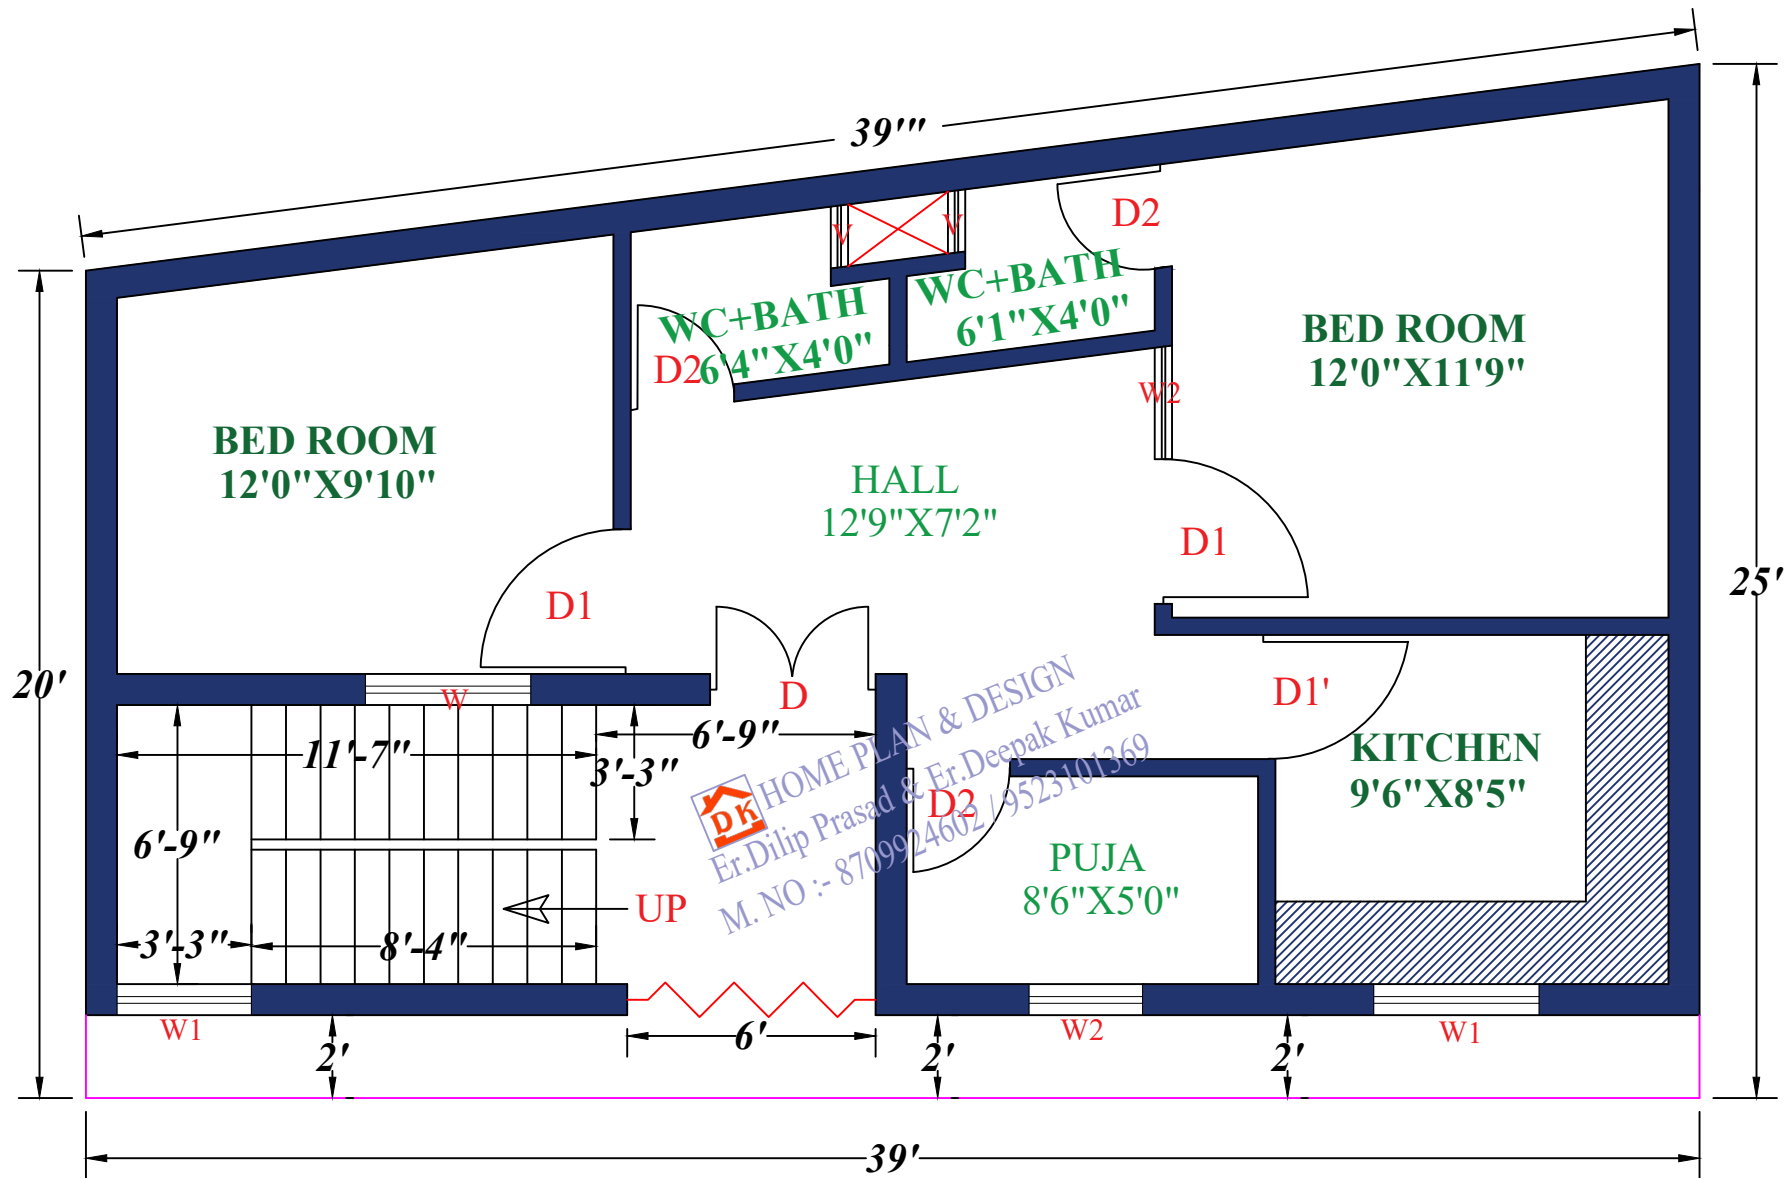 39'"
D2
V
V
WC+BATH
6'1"X4'0"
WC+BATH
6'4"X4'0"
D2
BED ROOM
12'0"X11'9"
W2
BED ROOM
12'0"X9'10"
HALL
12'9"X7'2"
D1
D1
25'
20'
W
D
D1'
6'-9"
11'-7"
3'-3"
HOME PLAN & DESIGN
Er.Dilip Prasad & Er.Deepak Kumar
M. NO :- 8709924602 / 9523101369
DK
KITCHEN
9'6"X8'5"
D2
6'-9"
PUJA
8'6"X5'0"
UP
3'-3"
8'-4"
W1
W2
W1
2'
6'
2'
2'
39'